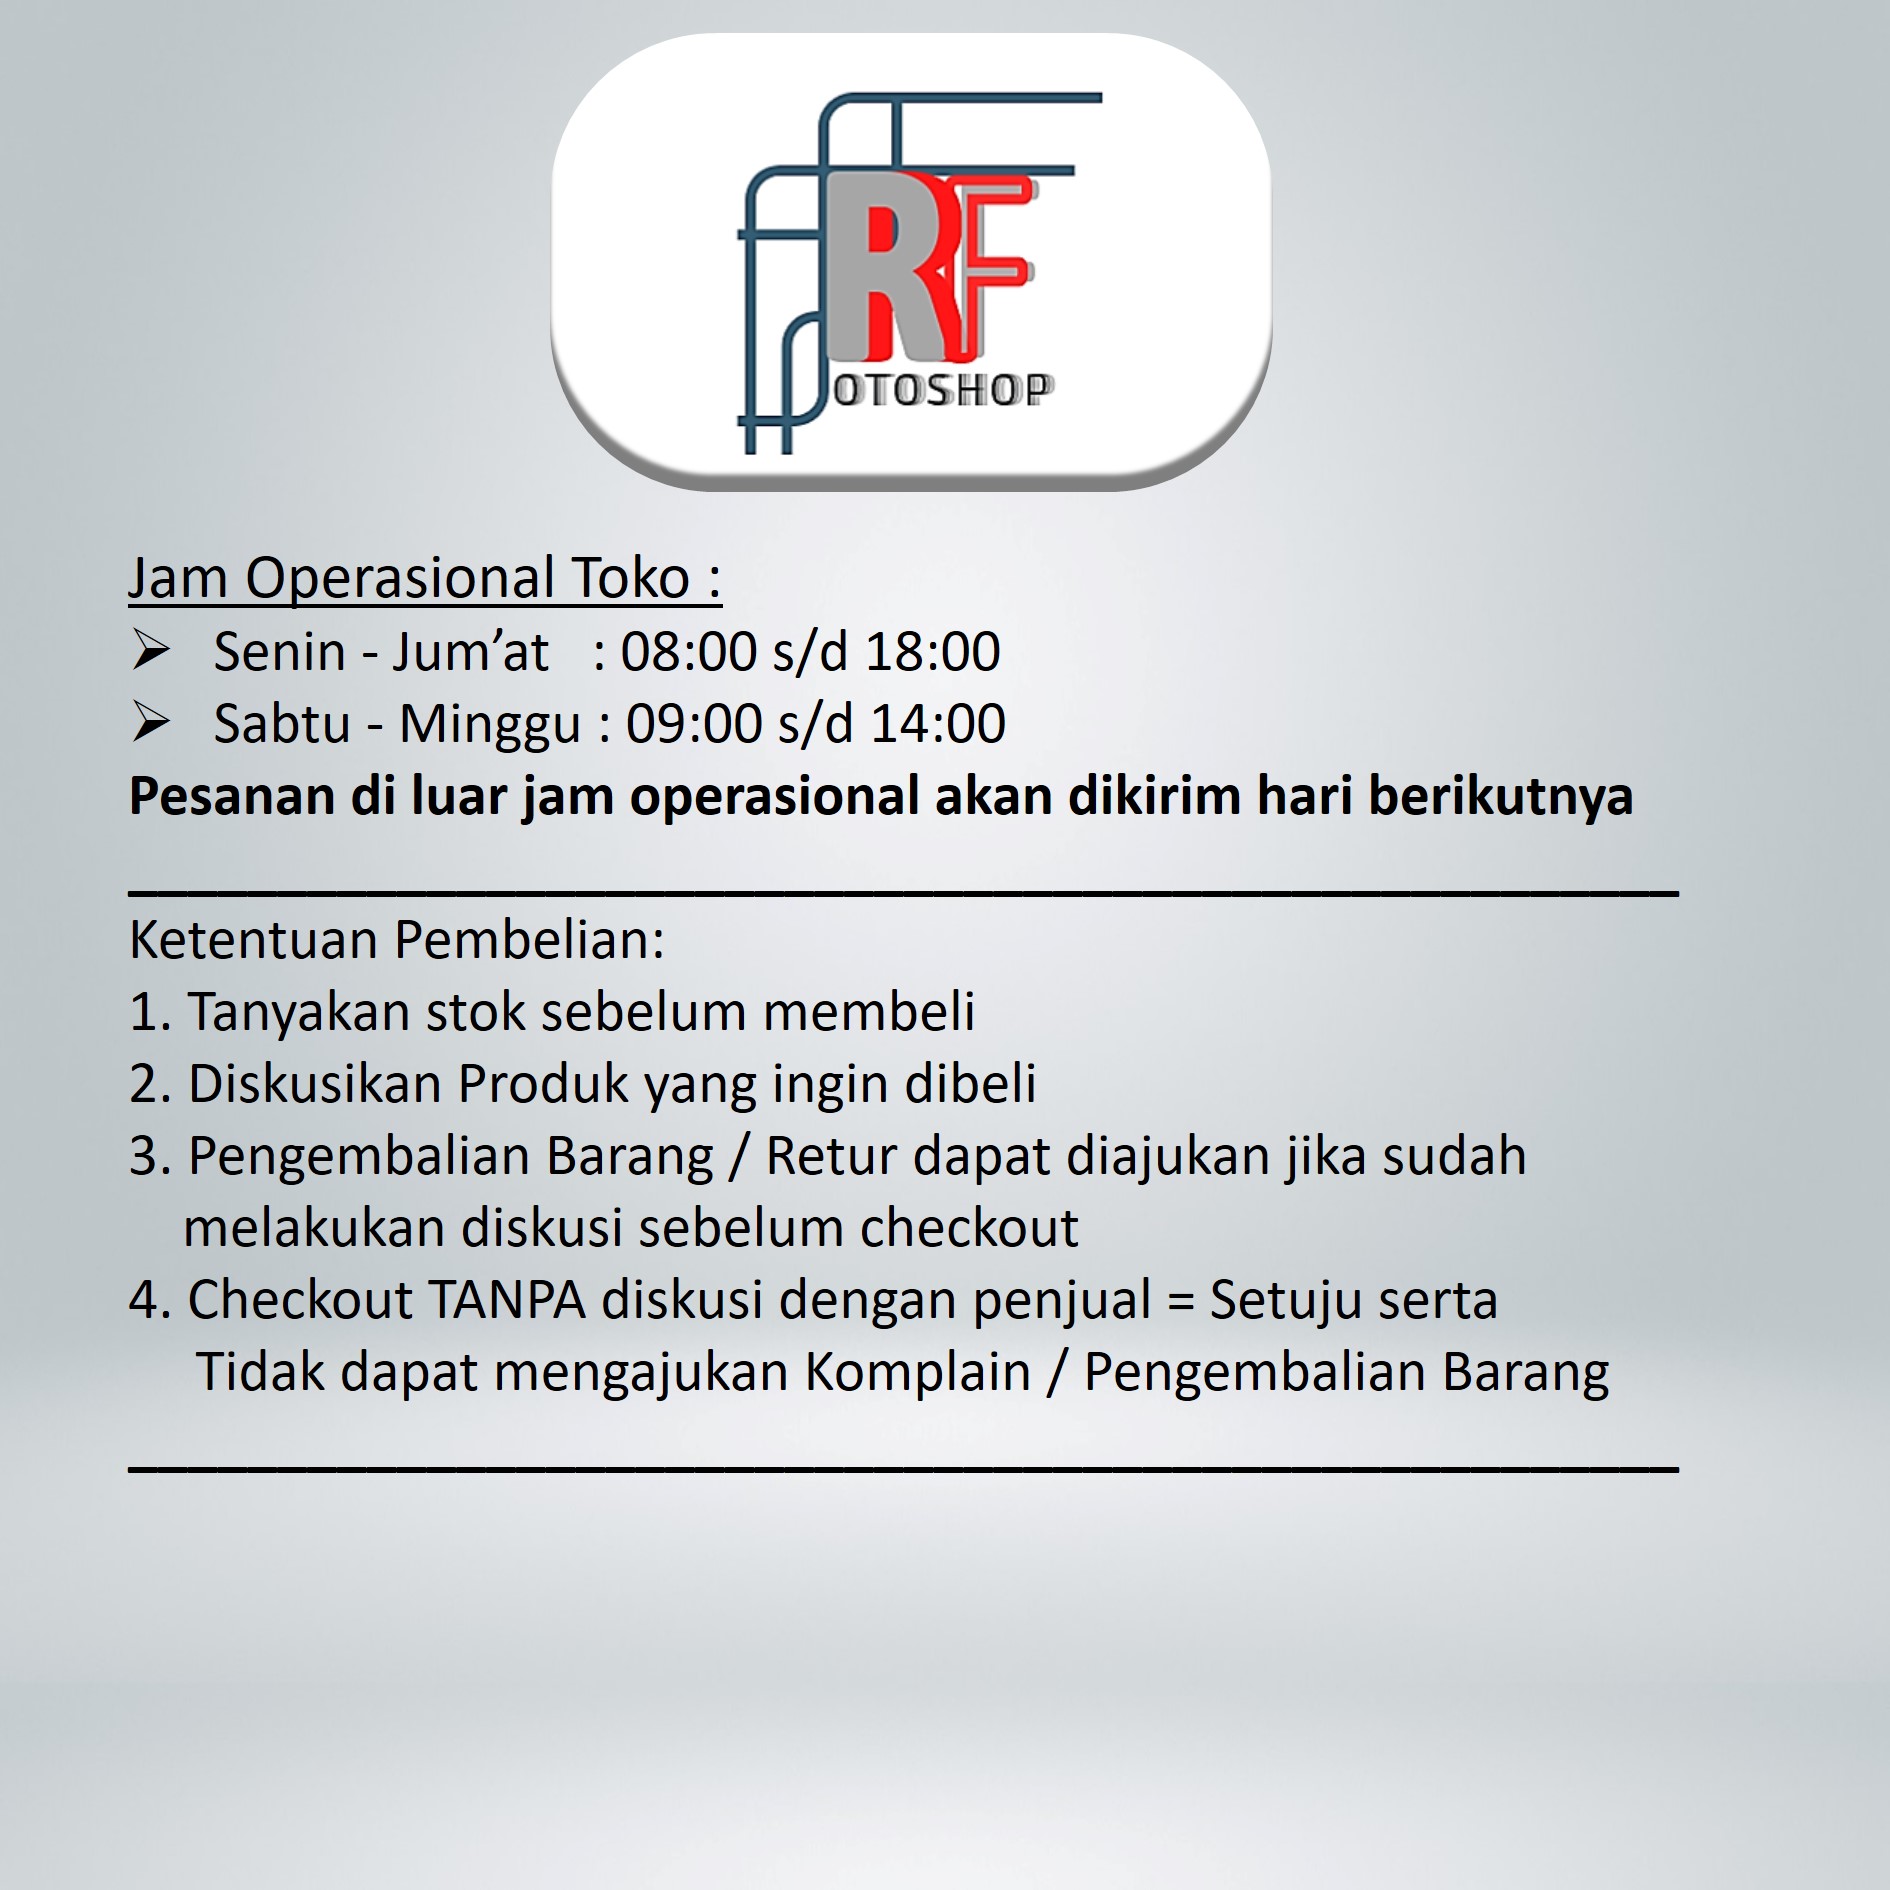 RF
OTOSHOP
Jam Operasional Toko :
➢ Senin - Jum’at : 08:00 s/d 18:00
➢ Sabtu - Minggu : 09:00 s/d 14:00
Pesanan di luar jam operasional akan dikirim hari berikutnya
Ketentuan Pembelian:
1. Tanyakan stok sebelum membeli
2. Diskusikan Produk yang ingin dibeli
3. Pengembalian Barang / Retur dapat diajukan jika sudah
melakukan diskusi sebelum checkout
4. Checkout TANPA diskusi dengan penjual = Setuju serta
Tidak dapat mengajukan Komplain / Pengembalian Barang